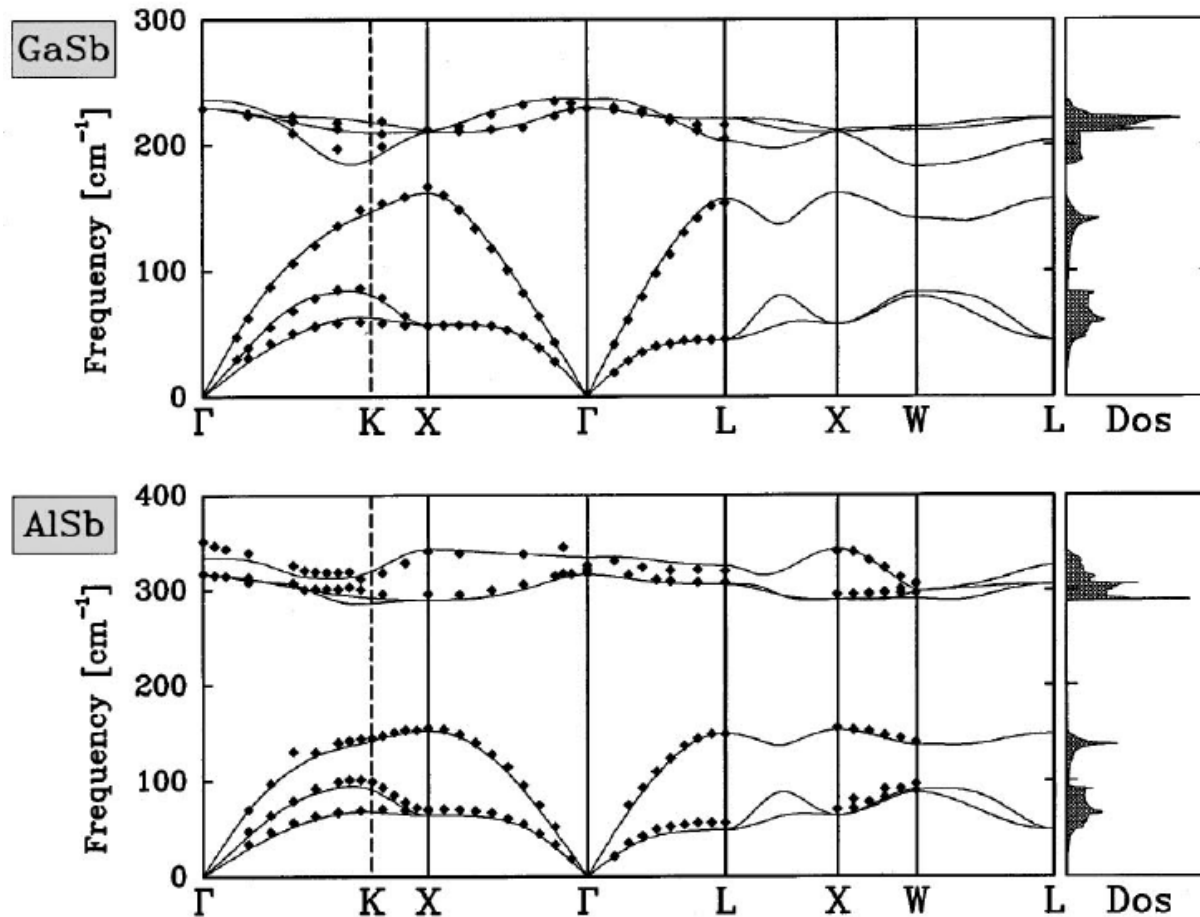 GaSb
Frequency [cm⁻¹]
300
200
100
0
Γ K X Γ L X W L Dos
AlSb
Frequency [cm⁻¹]
400
300
200
100
0
Γ K X Γ L X W L Dos